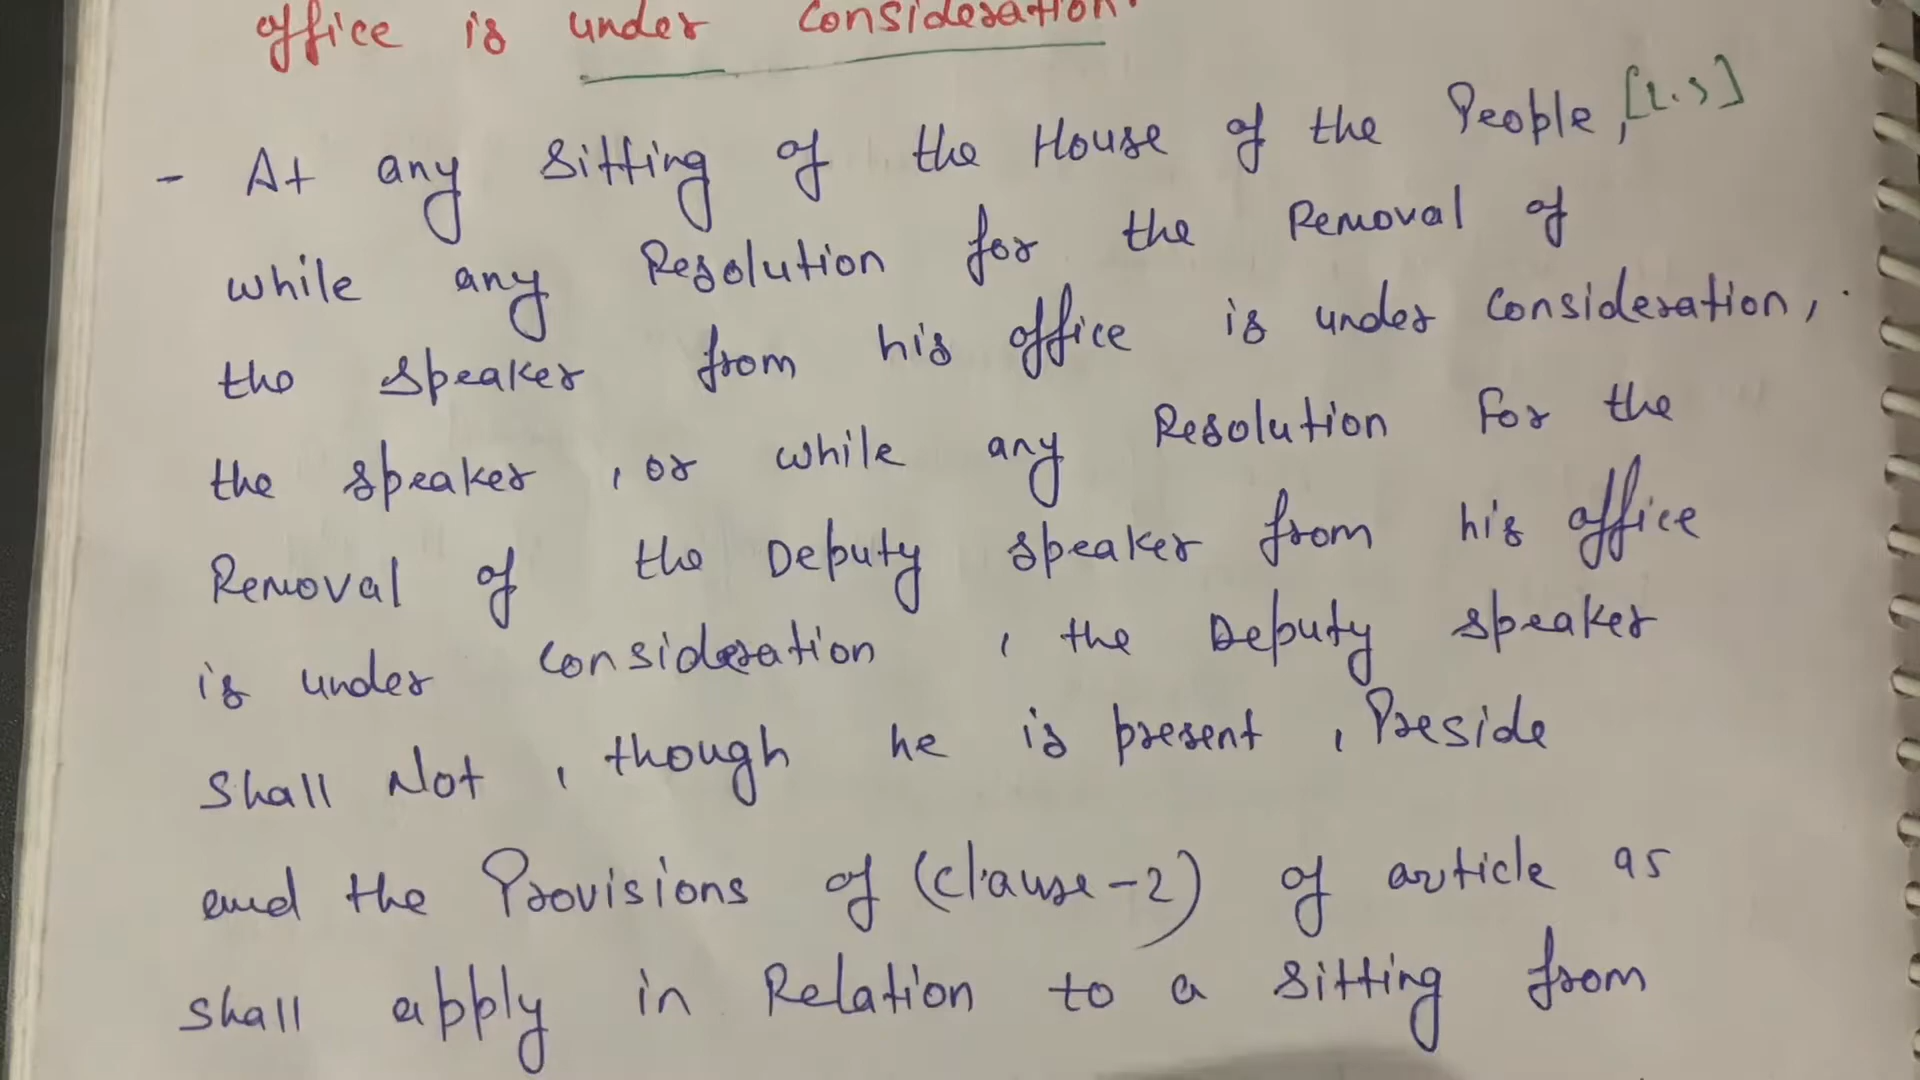 office is under Consideration.
- At any Sitting of the House of the People, [L.S]
while any Resolution for the Removal of
the speaker from his office is under Consideration,
the speaker, or while any Resolution For the
Removal of the Deputy speaker from his office
is under Consideration, the Deputy speaker
Shall Not, though he is present, Preside
and the Provisions of (Clause-2) of article 95
Shall apply in Relation to a Sitting from